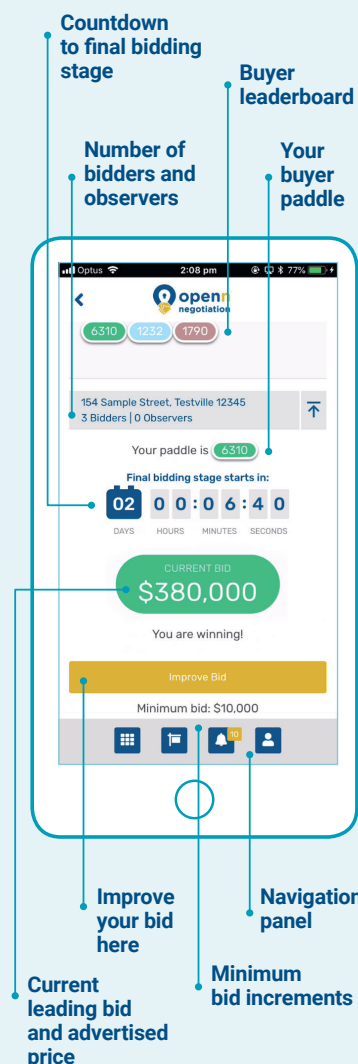 Countdown
to final bidding
stage
Buyer
leaderboard
Number of
bidders and
observers
Your
buyer
paddle
Optus 2:08 pm 77%
openn
negotiation
6310 1232 1790
154 Sample Street, Testville 12345
3 Bidders | 0 Observers
Your paddle is 6310
Final bidding stage starts in:
02 0 0 : 0 6 : 4 0
DAYS HOURS MINUTES SECONDS
CURRENT BID
$380,000
You are winning!
Improve Bid
Minimum bid: $10,000
10
Improve
your bid
here
Navigation
panel
Minimum
bid increments
Current
leading bid
and advertised
price